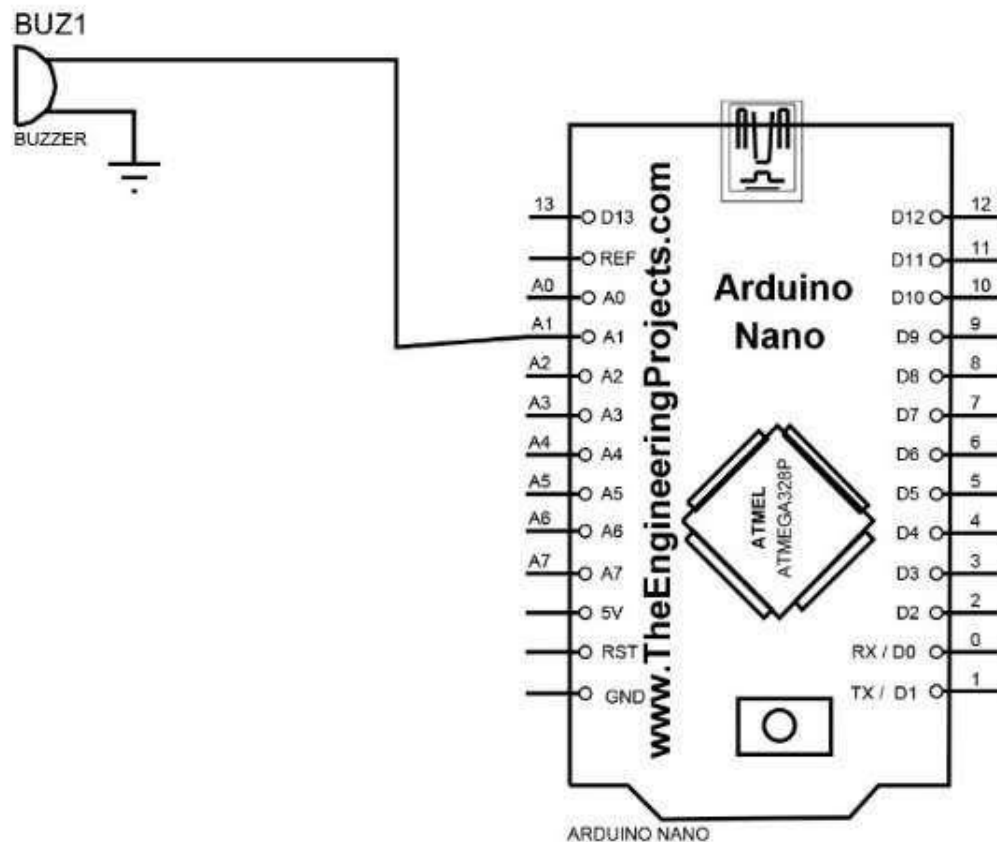 BUZ1
BUZZER
www.TheEngineeringProjects.com
Arduino
Nano
ATMEL
ATMEGA328P
13 D13
REF
A0 A0
A1 A1
A2 A2
A3 A3
A4 A4
A5 A5
A6 A6
A7 A7
5V
RST
GND
D12 12
D11 11
D10 10
D9 9
D8 8
D7 7
D6 6
D5 5
D4 4
D3 3
D2 2
RX / D0 0
TX / D1 1
ARDUINO NANO